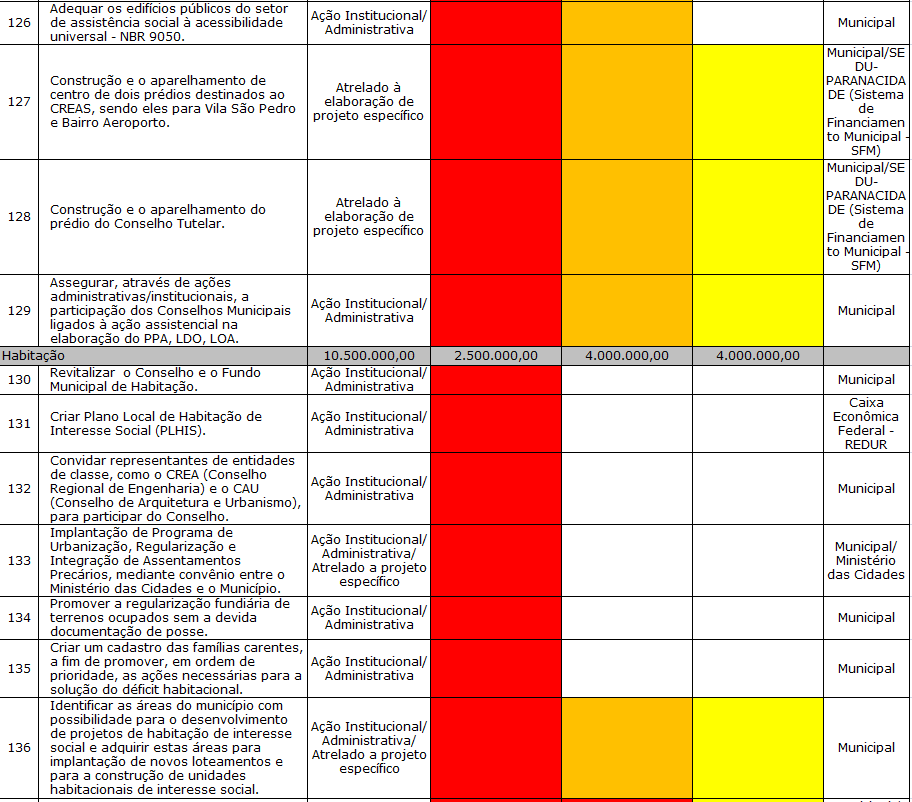 126
Adequar os edifícios públicos do setor
de assistência social à acessibilidade
universal - NBR 9050.
Ação Institucional/
Administrativa
Municipal
127
Construção e o aparelhamento de
centro de dois prédios destinados ao
CREAS, sendo eles para Vila São Pedro
e Bairro Aeroporto.
Atrelado à
elaboração de
projeto específico
Municipal/SE
DU-
PARANACIDA
DE (Sistema
de
Financiamen
to Municipal -
SFM)
128
Construção e o aparelhamento do
prédio do Conselho Tutelar.
Atrelado à
elaboração de
projeto específico
Municipal/SE
DU-
PARANACIDA
DE (Sistema
de
Financiamen
to Municipal -
SFM)
129
Assegurar, através de ações
administrativas/institucionais, a
participação dos Conselhos Municipais
ligados à ação assistencial na
elaboração do PPA, LDO, LOA.
Ação Institucional/
Administrativa
Municipal
Habitação 10.500.000,00 2.500.000,00 4.000.000,00 4.000.000,00
130
Revitalizar  o Conselho e o Fundo
Municipal de Habitação.
Ação Institucional/
Administrativa
Municipal
131
Criar Plano Local de Habitação de
Interesse Social (PLHIS).
Ação Institucional/
Administrativa
Caixa
Econômica
Federal -
REDUR
132
Convidar representantes de entidades
de classe, como o CREA (Conselho
Regional de Engenharia) e o CAU
(Conselho de Arquitetura e Urbanismo),
para participar do Conselho.
Ação Institucional/
Administrativa
Municipal
133
Implantação de Programa de
Urbanização, Regularização e
Integração de Assentamentos
Precários, mediante convênio entre o
Ministério das Cidades e o Município.
Ação Institucional/
Administrativa/
Atrelado a projeto
específico
Municipal/
Ministério
das Cidades
134
Promover a regularização fundiária de
terrenos ocupados sem a devida
documentação de posse.
Ação Institucional/
Administrativa
Municipal
135
Criar um cadastro das famílias carentes,
a fim de promover, em ordem de
prioridade, as ações necessárias para a
solução do déficit habitacional.
Ação Institucional/
Administrativa
Municipal
136
Identificar as áreas do município com
possibilidade para o desenvolvimento
de projetos de habitação de interesse
social e adquirir estas áreas para
implantação de novos loteamentos e
para a construção de unidades
habitacionais de interesse social.
Ação Institucional/
Administrativa/
Atrelado a projeto
específico
Municipal